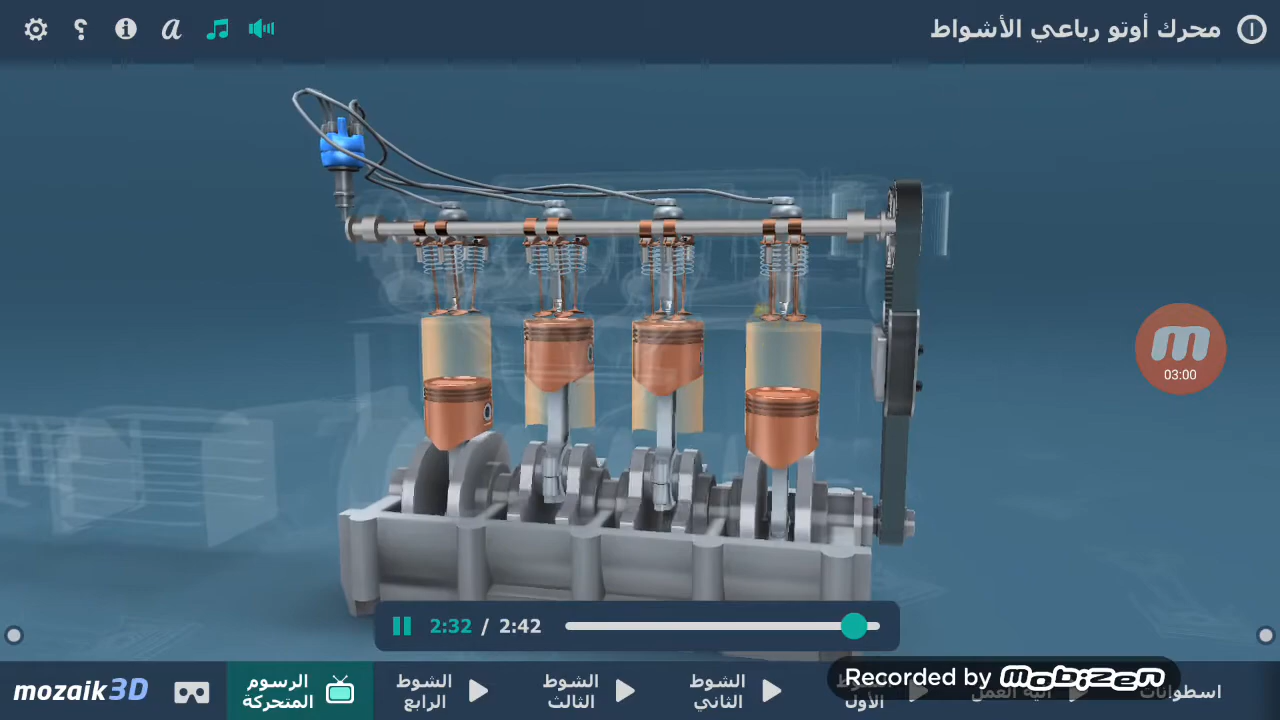 محرك أوتو رباعي الأشواط
03:00
2:32 / 2:42
mozaik3D
الرسوم
المتحركة
الشوط
الرابع
الشوط
الثالث
الشوط
الثاني
الأول
اسطوانات
Recorded by Mobizen